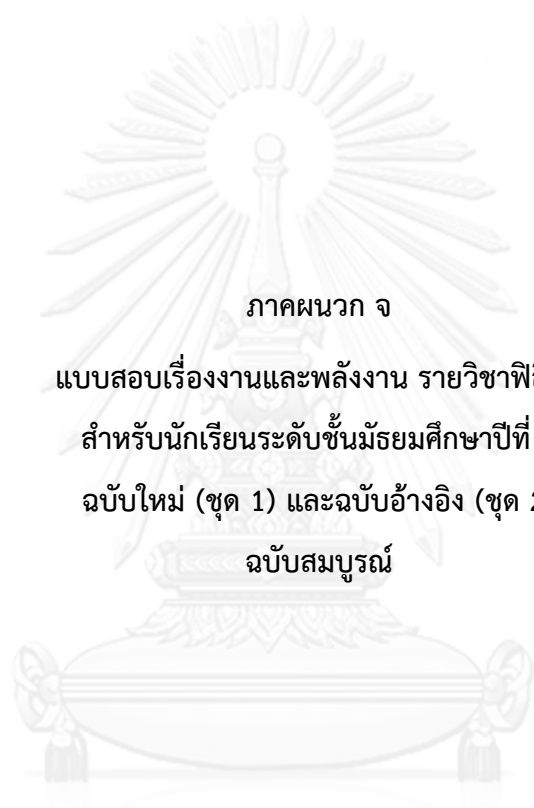 ภาคผนวก จ
แบบสอบเรื่องงานและพลังงาน รายวิชา
สำหรับนักเรียนระดับชั้นมัธยมศึกษาปีที่
ฉบับใหม่ (ชุด 1) และฉบับอ้างอิง (ชุด 2
ฉบับสมบูรณ์